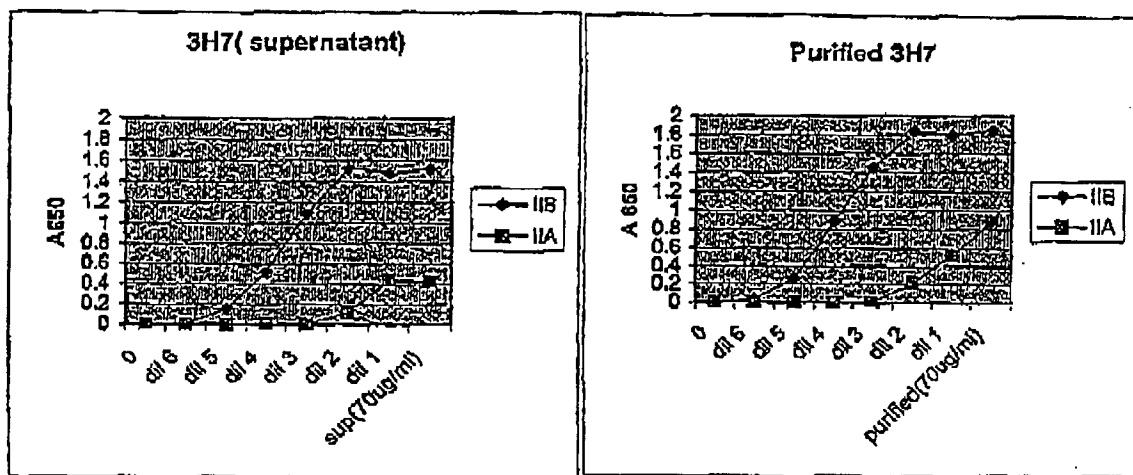 3H7( supernatant)
A650
2
1.8
1.6
1.4
1.2
1
0.8
0.6
0.4
0.2
0
0
dil 6
dil 5
dil 4
dil 3
dil 2
dil 1
sup(70ug/ml)
IIB
IIA
Purified 3H7
A 650
2
1.8
1.6
1.4
1.2
1
0.8
0.6
0.4
0.2
0
0
dil 6
dil 5
dil 4
dil 3
dil 2
dil 1
purified(70ug/ml)
IIB
IIA